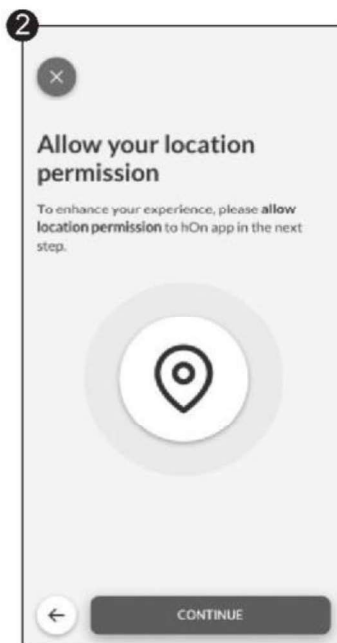 2
Allow your location
permission
To enhance your experience, please allow
location permission to hOn app in the next
step.
CONTINUE